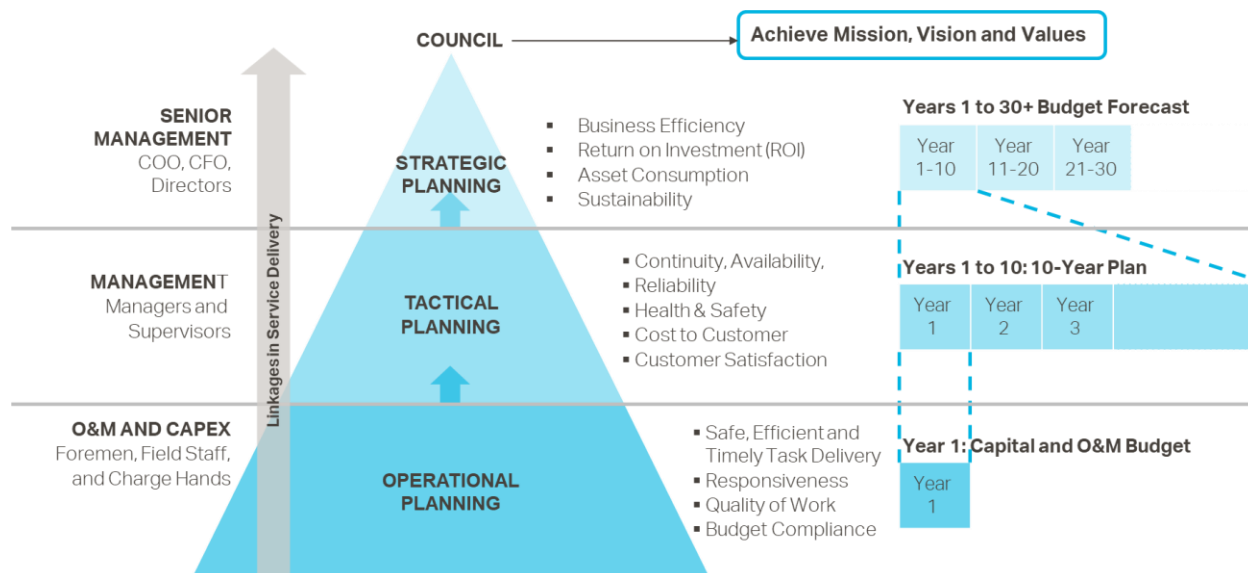 COUNCIL
Achieve Mission, Vision and Values
SENIOR
MANAGEMENT
COO, CFO,
Directors
STRATEGIC
PLANNING
▪ Business Efficiency
▪ Return on Investment (ROI)
▪ Asset Consumption
▪ Sustainability
Years 1 to 30+ Budget Forecast
Year
1-10
Year
11-20
Year
21-30
Linkages in Service Delivery
MANAGEMENT
Managers and
Supervisors
TACTICAL
PLANNING
▪ Continuity, Availability,
▪ Reliability
▪ Health & Safety
▪ Cost to Customer
▪ Customer Satisfaction
Years 1 to 10: 10-Year Plan
Year
1
Year
2
Year
3
O&M AND CAPEX
Foremen, Field Staff,
and Charge Hands
OPERATIONAL
PLANNING
▪ Safe, Efficient and
Timely Task Delivery
▪ Responsiveness
▪ Quality of Work
▪ Budget Compliance
Year 1: Capital and O&M Budget
Year
1